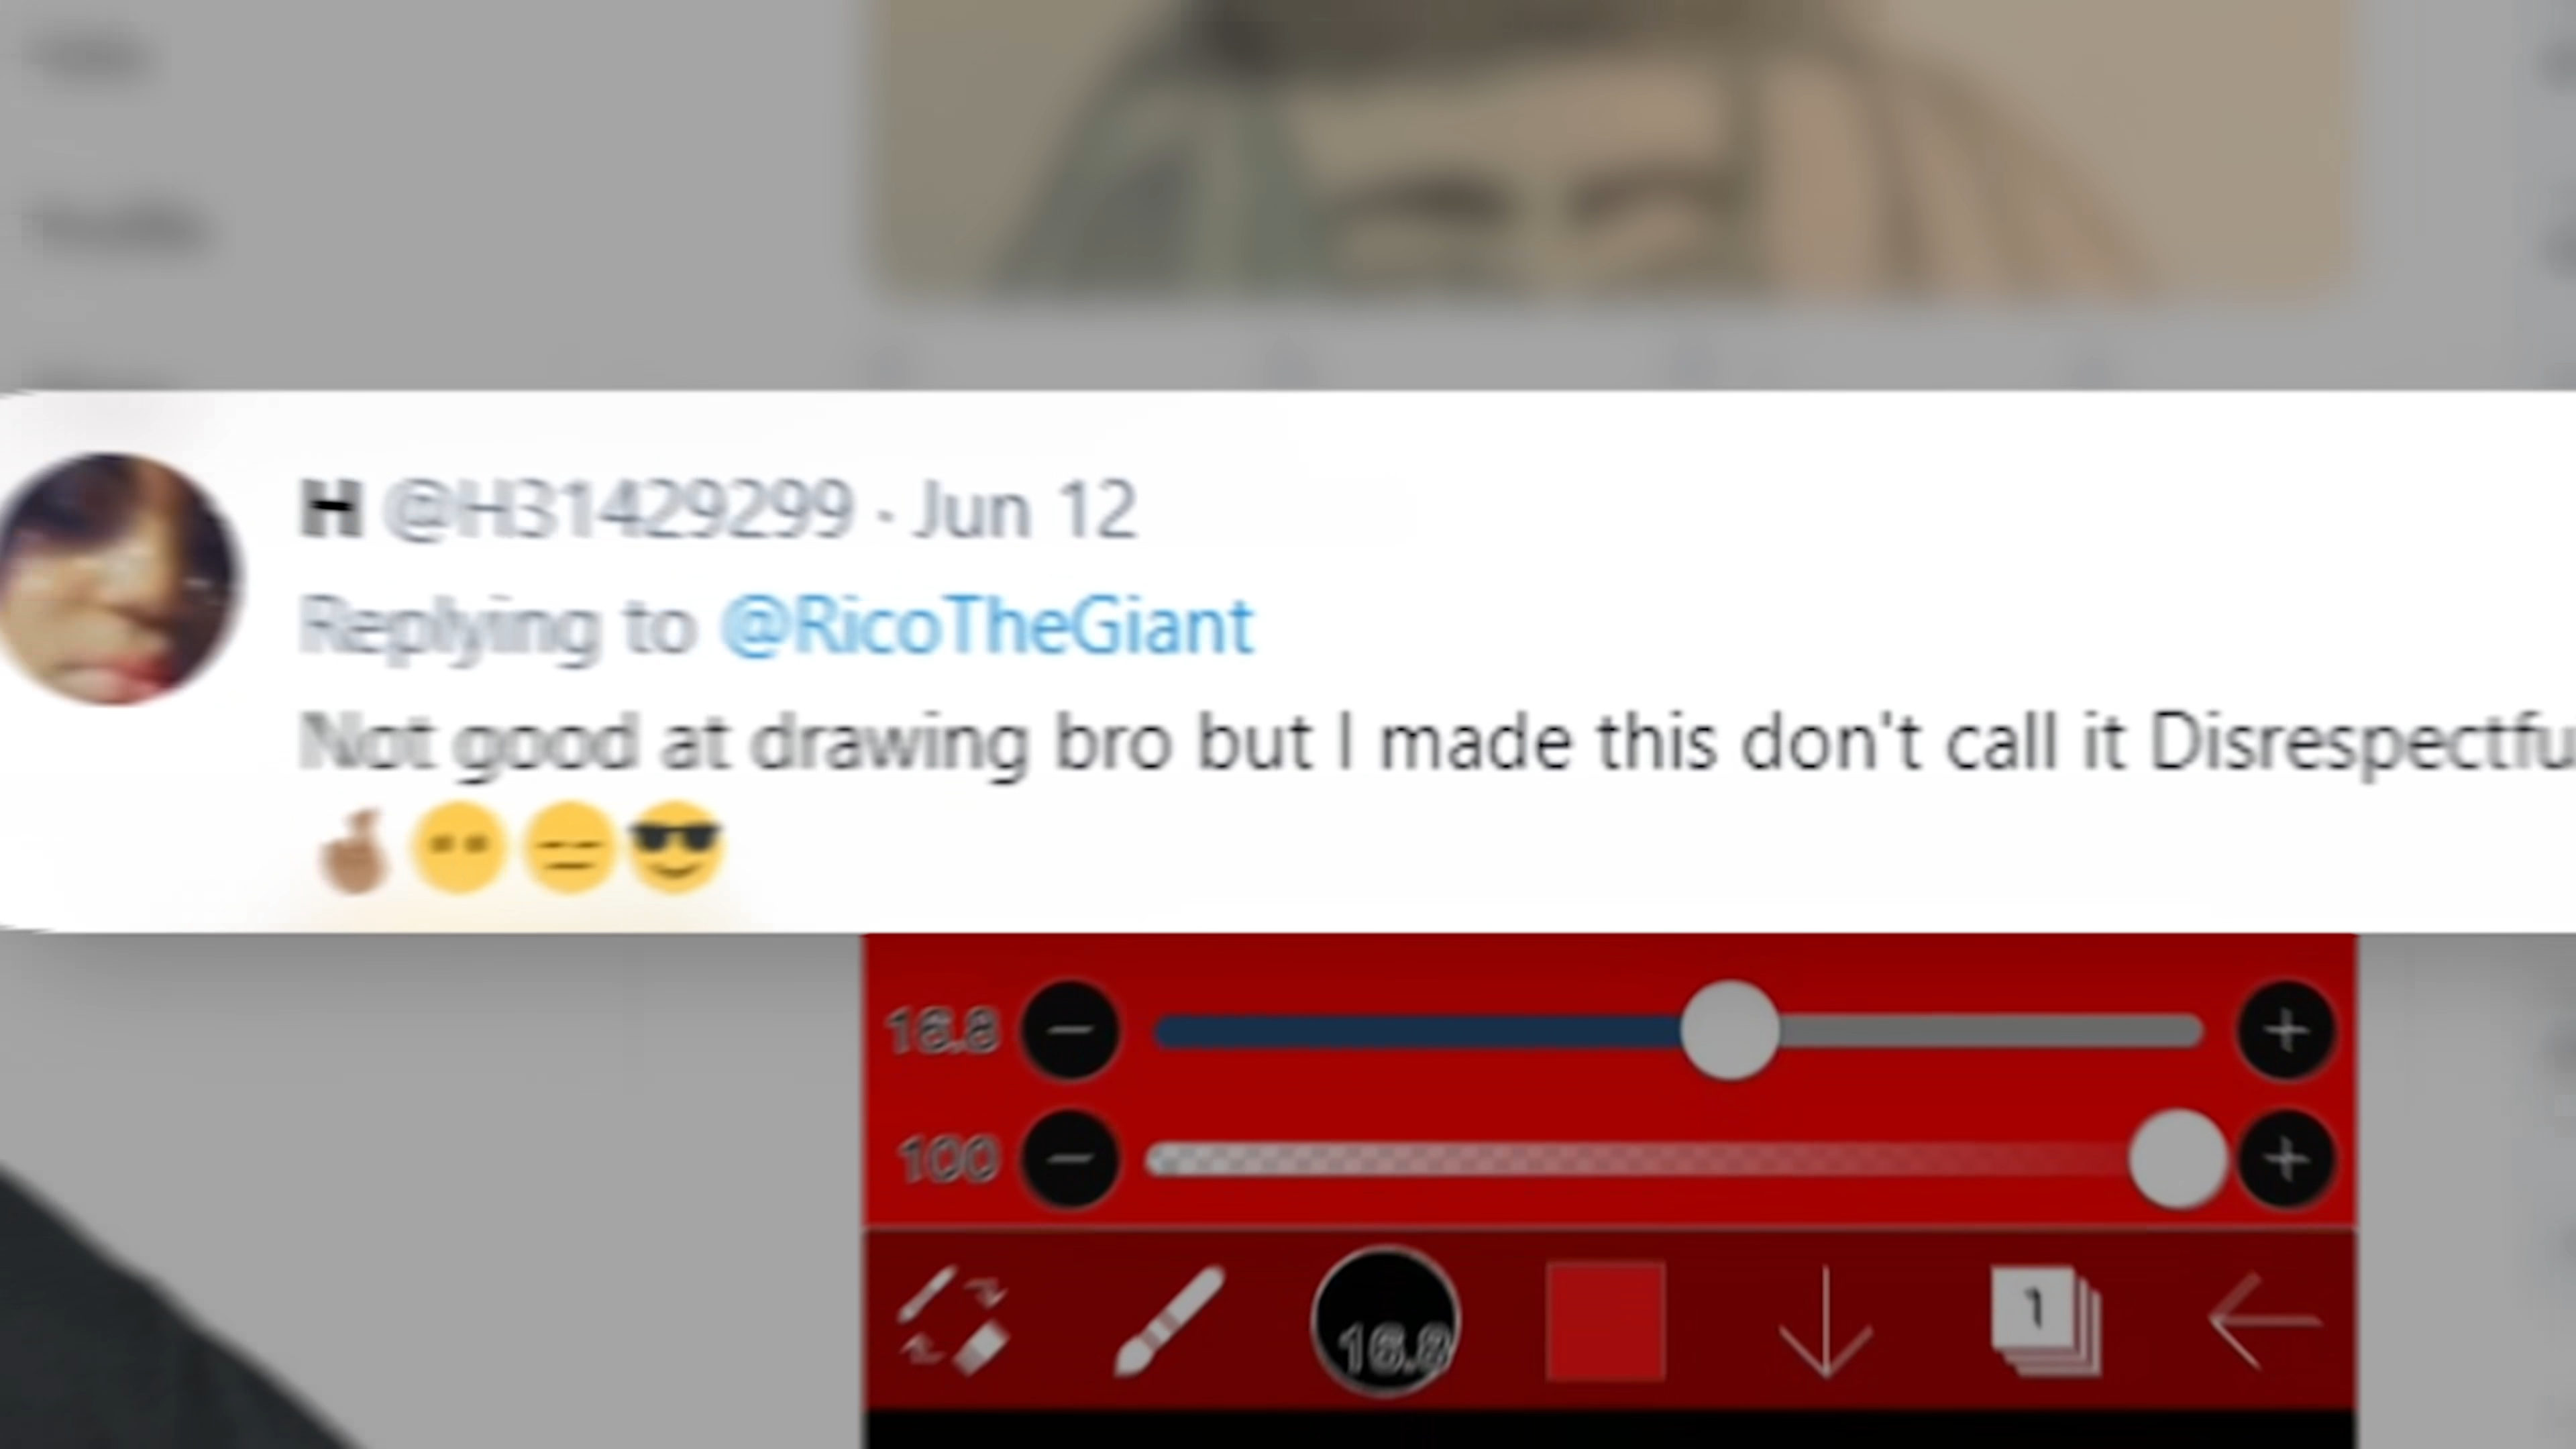 H @H31429299 · Jun 12
Replying to @RicoTheGiant
Not good at drawing bro but I made this don't call it Disrespectfu
16.8
100
16.8
1